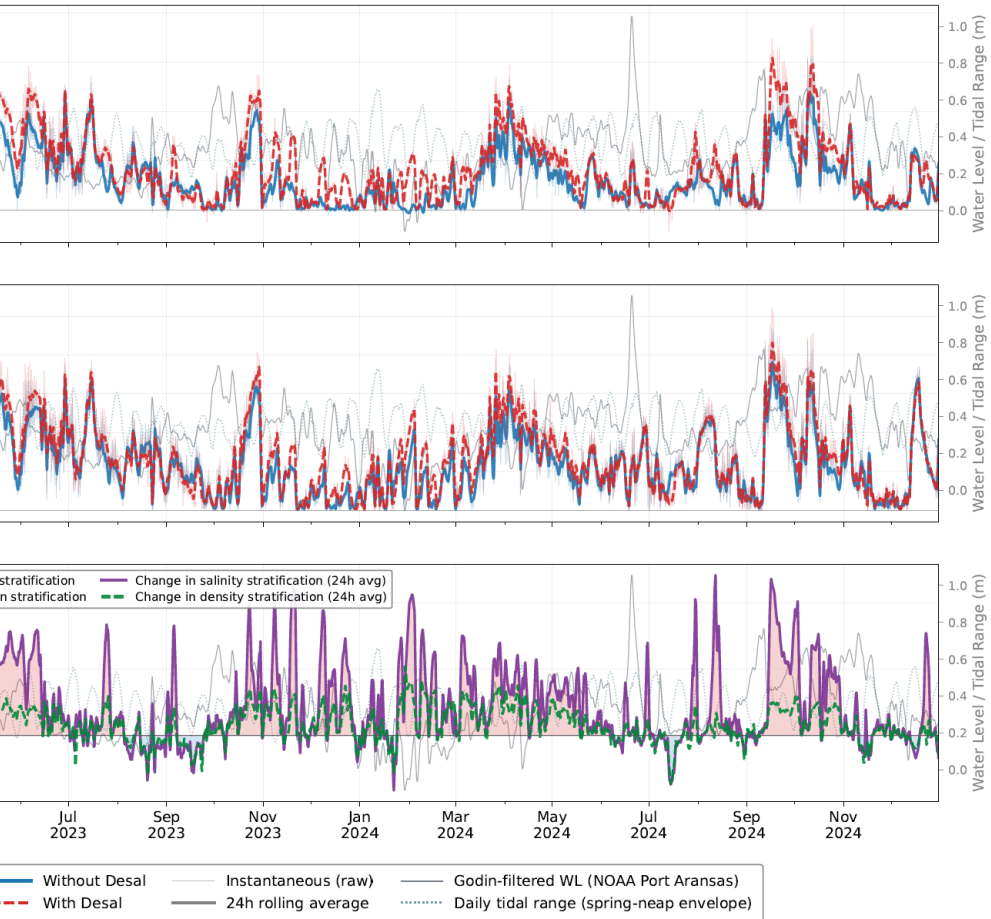 1.0
0.8
0.6
0.4
0.2
0.0
Water Level / Tidal Range (m)
1.0
0.8
0.6
0.4
0.2
0.0
Water Level / Tidal Range (m)
stratification
Change in salinity stratification (24h avg)
n stratification
Change in density stratification (24h avg)
1.0
0.8
0.6
0.4
0.2
0.0
Water Level / Tidal Range (m)
Jul
2023
Sep
2023
Nov
2023
Jan
2024
Mar
2024
May
2024
Jul
2024
Sep
2024
Nov
2024
Without Desal
Instantaneous (raw)
Godin-filtered WL (NOAA Port Aransas)
With Desal
24h rolling average
Daily tidal range (spring-neap envelope)